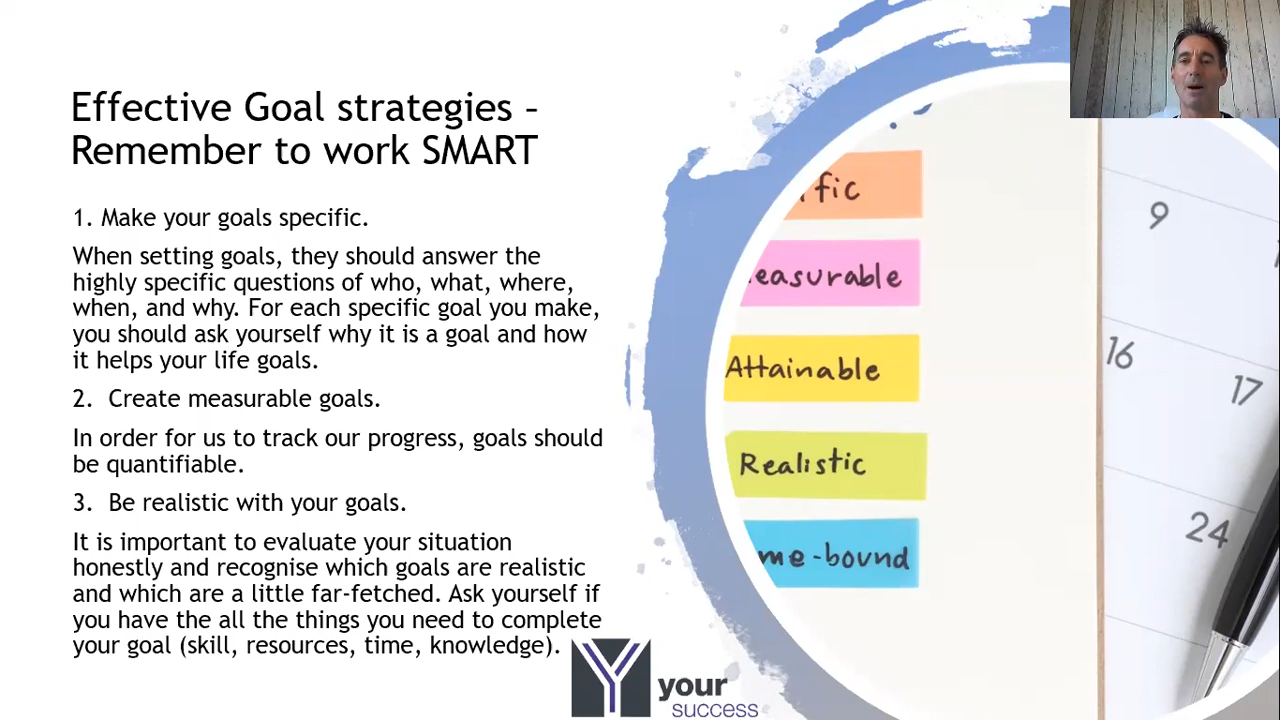 Effective Goal strategies –
Remember to work SMART
1. Make your goals specific.
When setting goals, they should answer the
highly specific questions of who, what, where,
when, and why. For each specific goal you make,
you should ask yourself why it is a goal and how
it helps your life goals.
2. Create measurable goals.
In order for us to track our progress, goals should
be quantifiable.
3. Be realistic with your goals.
It is important to evaluate your situation
honestly and recognise which goals are realistic
and which are a little far-fetched. Ask yourself if
you have the all the things you need to complete
your goal (skill, resources, time, knowledge).
fic
easurable
Attainable
Realistic
me-bound
9
16
17
24
Y your
success